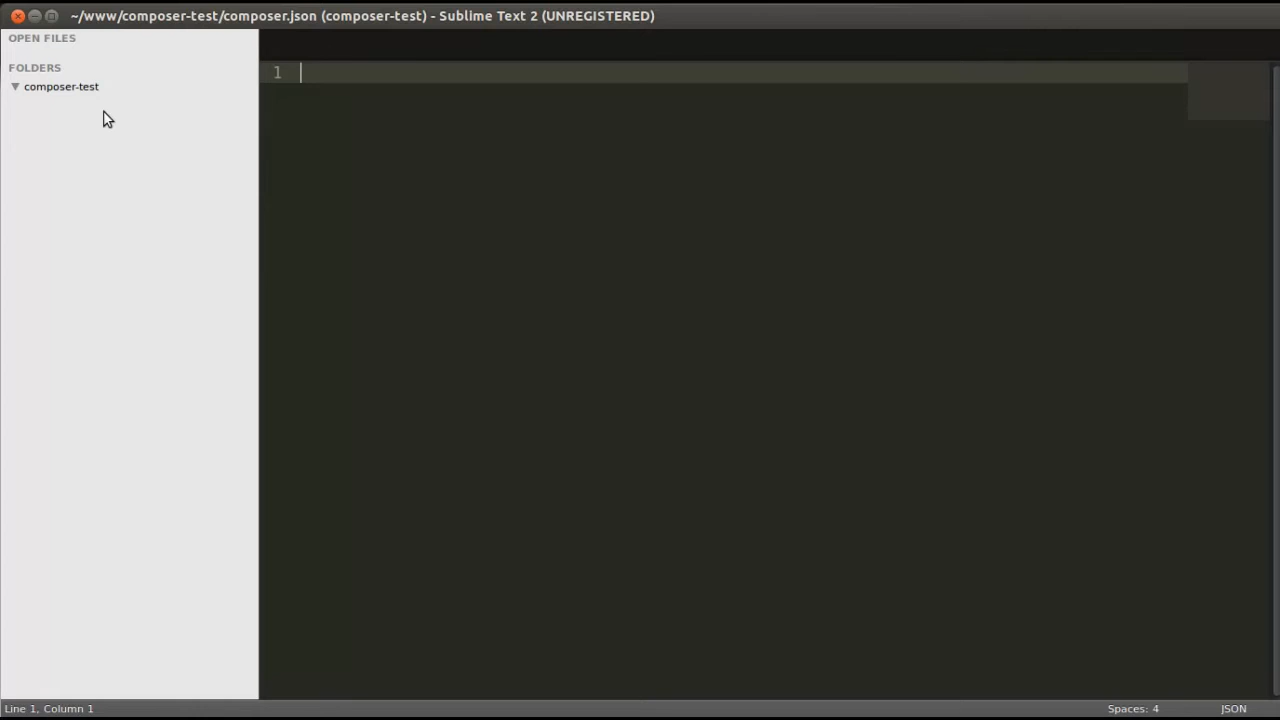 ~/www/composer-test/composer.json (composer-test) - Sublime Text 2 (UNREGISTERED)
OPEN FILES
FOLDERS
composer-test
1
Line 1, Column 1
Spaces: 4
JSON